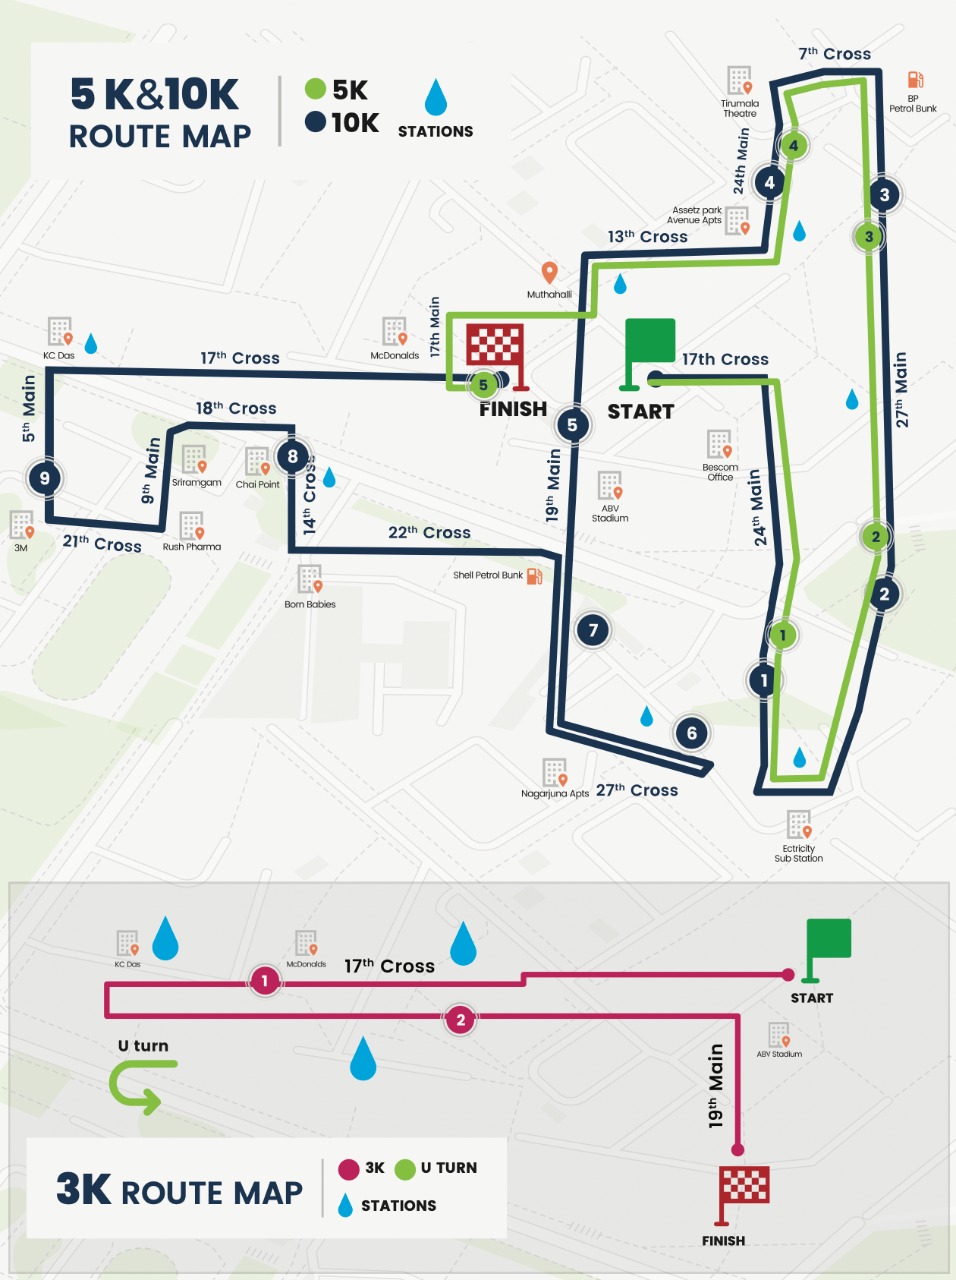 5 K&10K
ROUTE MAP
5K
10K
STATIONS
7th Cross
Tirumala
Theatre
BP
Petrol Bunk
24th Main
4
4
3
3
Assetz park
Avenue Apts
13th Cross
Muthahalli
17th Main
KC Das
17th Cross
McDonalds
5
FINISH
START
17th Cross
27th Main
5th Main
18th Cross
9th Main
9
Sriramgam
Chai Point
8
14th Cross
5
19th Main
ABV
Stadium
Bescom
Office
24th Main
3M
21th Cross
Rush Pharma
22th Cross
2
2
Born Babies
Shell Petrol Bunk
7
1
1
6
Nagarjuna Apts
27th Cross
Ectricity
Sub Station
KC Das
McDonalds
17th Cross
1
START
2
U turn
19th Main
ABV Stadium
3K ROUTE MAP
3K
U TURN
STATIONS
FINISH